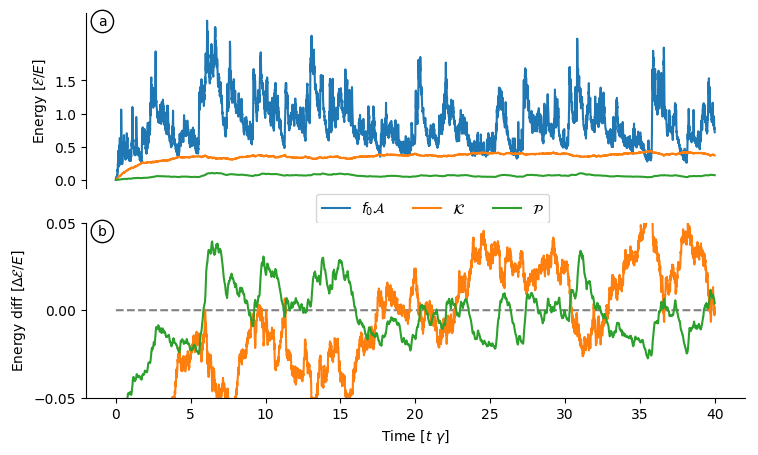 a
Energy [ℰ/E]
1.5
1.0
0.5
0.0
f₀𝒜 𝒦 𝒫
b
Energy diff [Δℰ/E]
0.05
0.00
−0.05
0 5 10 15 20 25 30 35 40
Time [t γ]